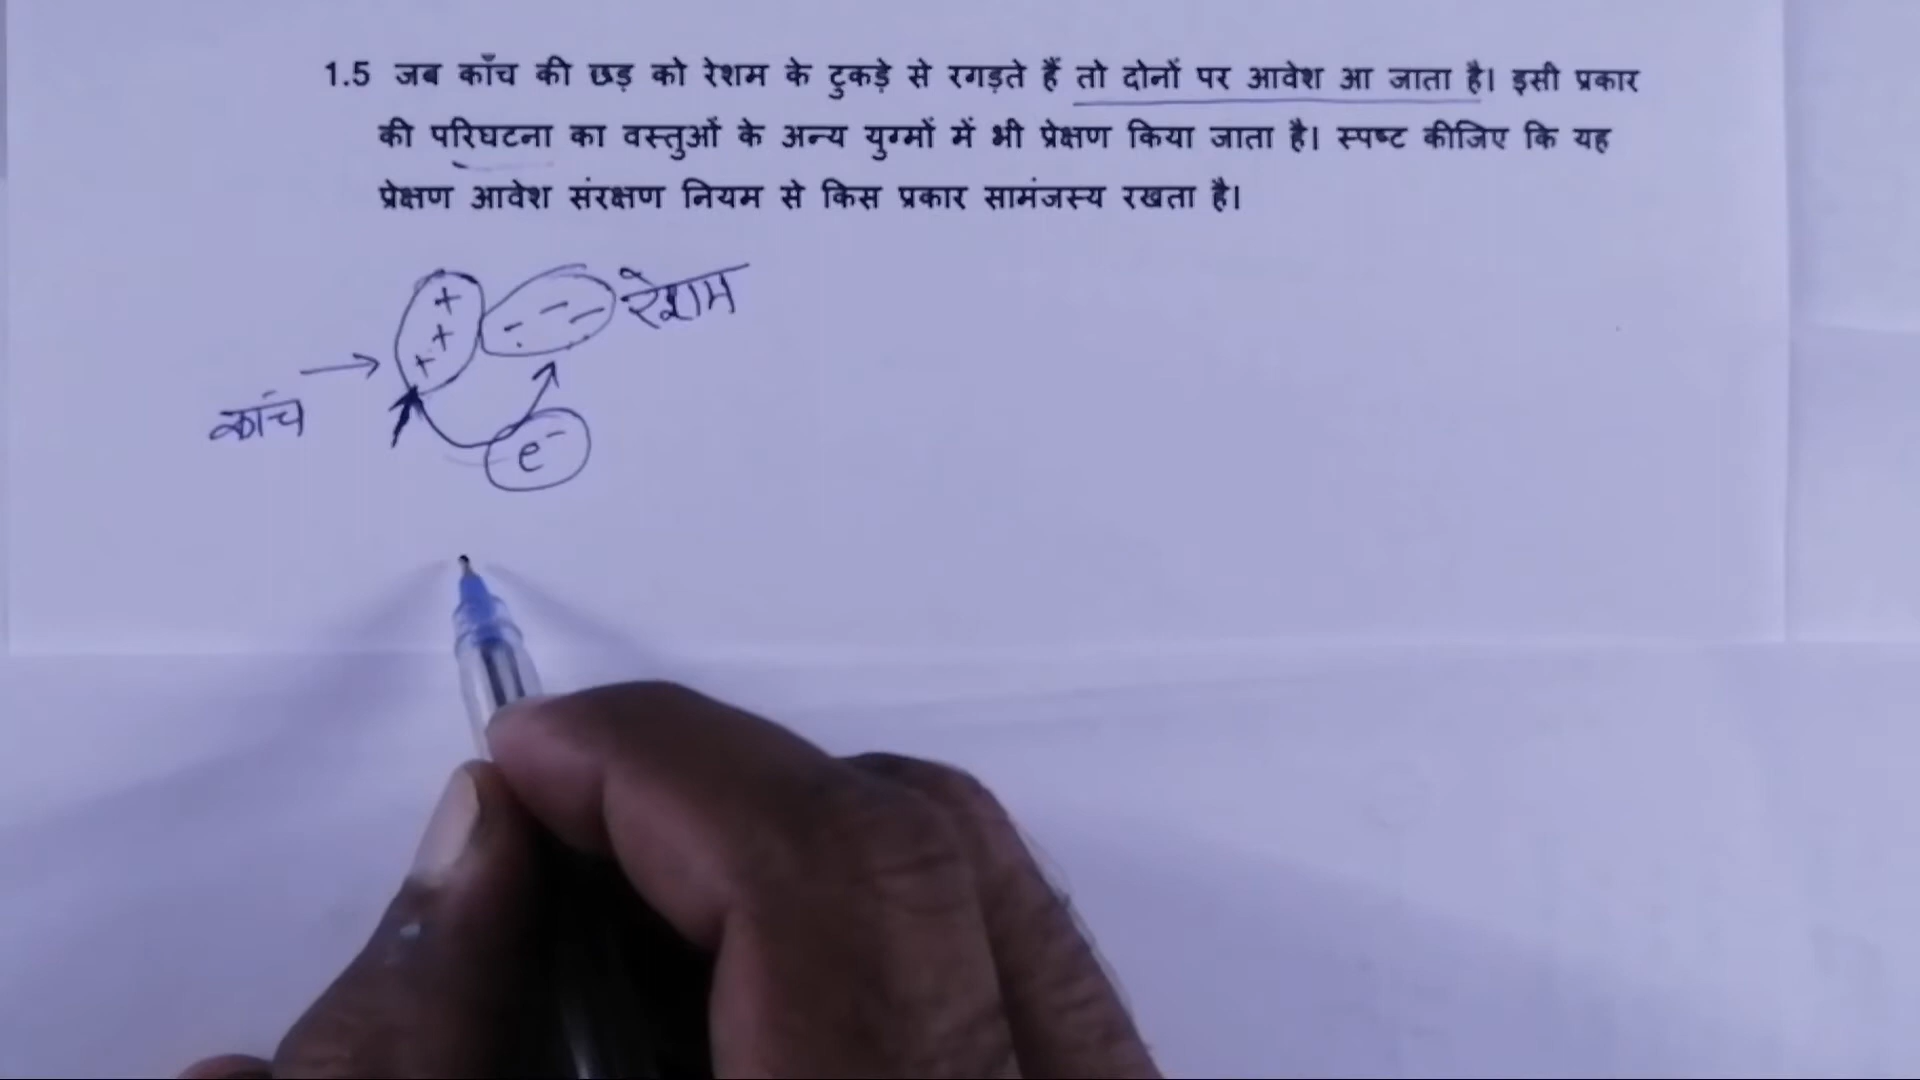 1.5 जब काँच की छड़ को रेशम के टुकड़े से रगड़ते हैं तो दोनों पर आवेश आ जाता है। इसी प्रकार
की परिघटना का वस्तुओं के अन्य युग्मों में भी प्रेक्षण किया जाता है। स्पष्ट कीजिए कि यह
प्रेक्षण आवेश संरक्षण नियम से किस प्रकार सामंजस्य रखता है।
+ + + - - - रेशम
कांच
e⁻